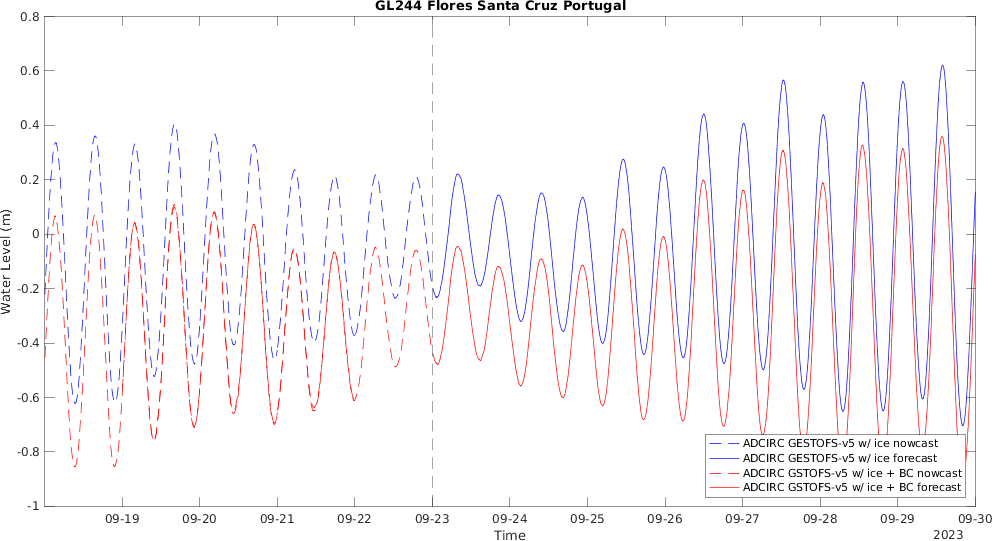 GL244 Flores Santa Cruz Portugal
Water Level (m)
0.8
0.6
0.4
0.2
0
-0.2
-0.4
-0.6
-0.8
-1
ADCIRC GESTOFS-v5 w/ ice nowcast
ADCIRC GESTOFS-v5 w/ ice forecast
ADCIRC GSTOFS-v5 w/ ice + BC nowcast
ADCIRC GSTOFS-v5 w/ ice + BC forecast
09-19 09-20 09-21 09-22 09-23 09-24 09-25 09-26 09-27 09-28 09-29 09-30
Time
2023